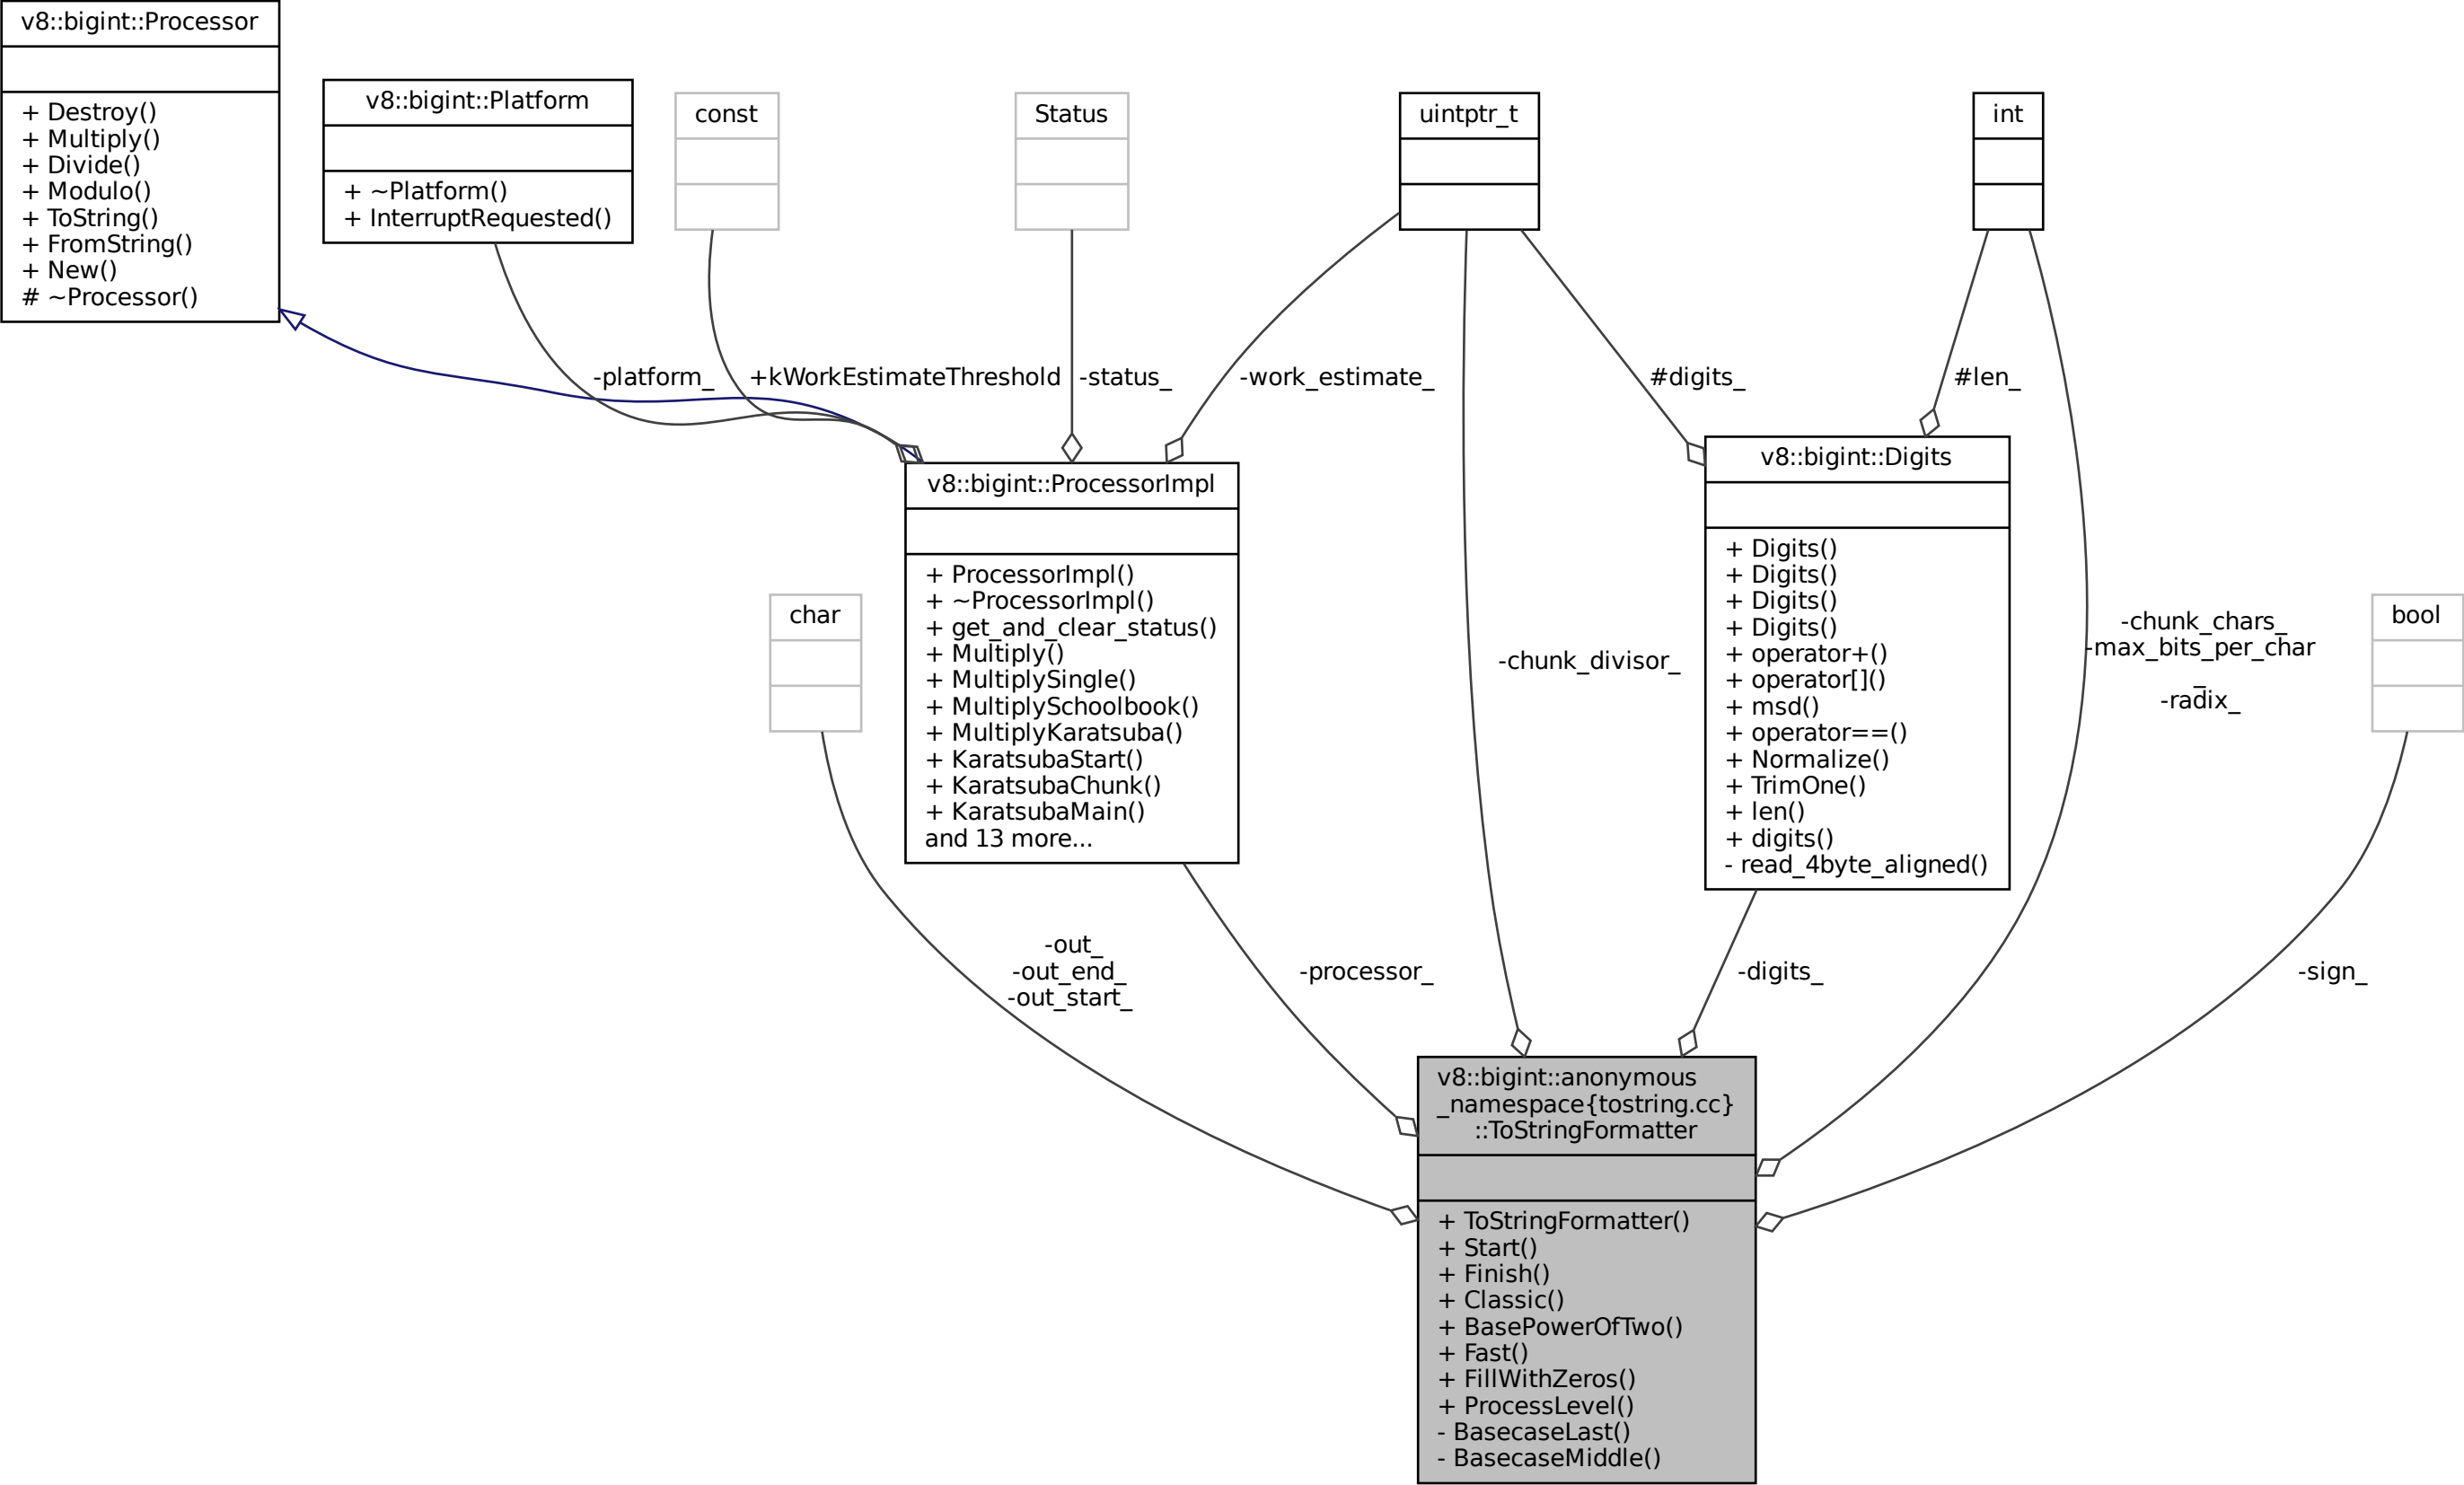 v8::bigint::Processor
+ Destroy()
+ Multiply()
+ Divide()
+ Modulo()
+ ToString()
+ FromString()
+ New()
# ~Processor()
v8::bigint::Platform
+ ~Platform()
+ InterruptRequested()
const
Status
uintptr_t
int
-platform_
+kWorkEstimateThreshold
-status_
-work_estimate_
#digits_
#len_
v8::bigint::ProcessorImpl
+ ProcessorImpl()
+ ~ProcessorImpl()
+ get_and_clear_status()
+ Multiply()
+ MultiplySingle()
+ MultiplySchoolbook()
+ MultiplyKaratsuba()
+ KaratsubaStart()
+ KaratsubaChunk()
+ KaratsubaMain()
and 13 more...
v8::bigint::Digits
+ Digits()
+ Digits()
+ Digits()
+ Digits()
+ operator+()
+ operator[]()
+ msd()
+ operator==()
+ Normalize()
+ TrimOne()
+ len()
+ digits()
- read_4byte_aligned()
char
-chunk_divisor_
-chunk_chars_
-max_bits_per_char
_
-radix_
bool
-out_
-out_end_
-out_start_
-processor_
-digits_
-sign_
v8::bigint::anonymous
_namespace{tostring.cc}
::ToStringFormatter
+ ToStringFormatter()
+ Start()
+ Finish()
+ Classic()
+ BasePowerOfTwo()
+ Fast()
+ FillWithZeros()
+ ProcessLevel()
- BasecaseLast()
- BasecaseMiddle()